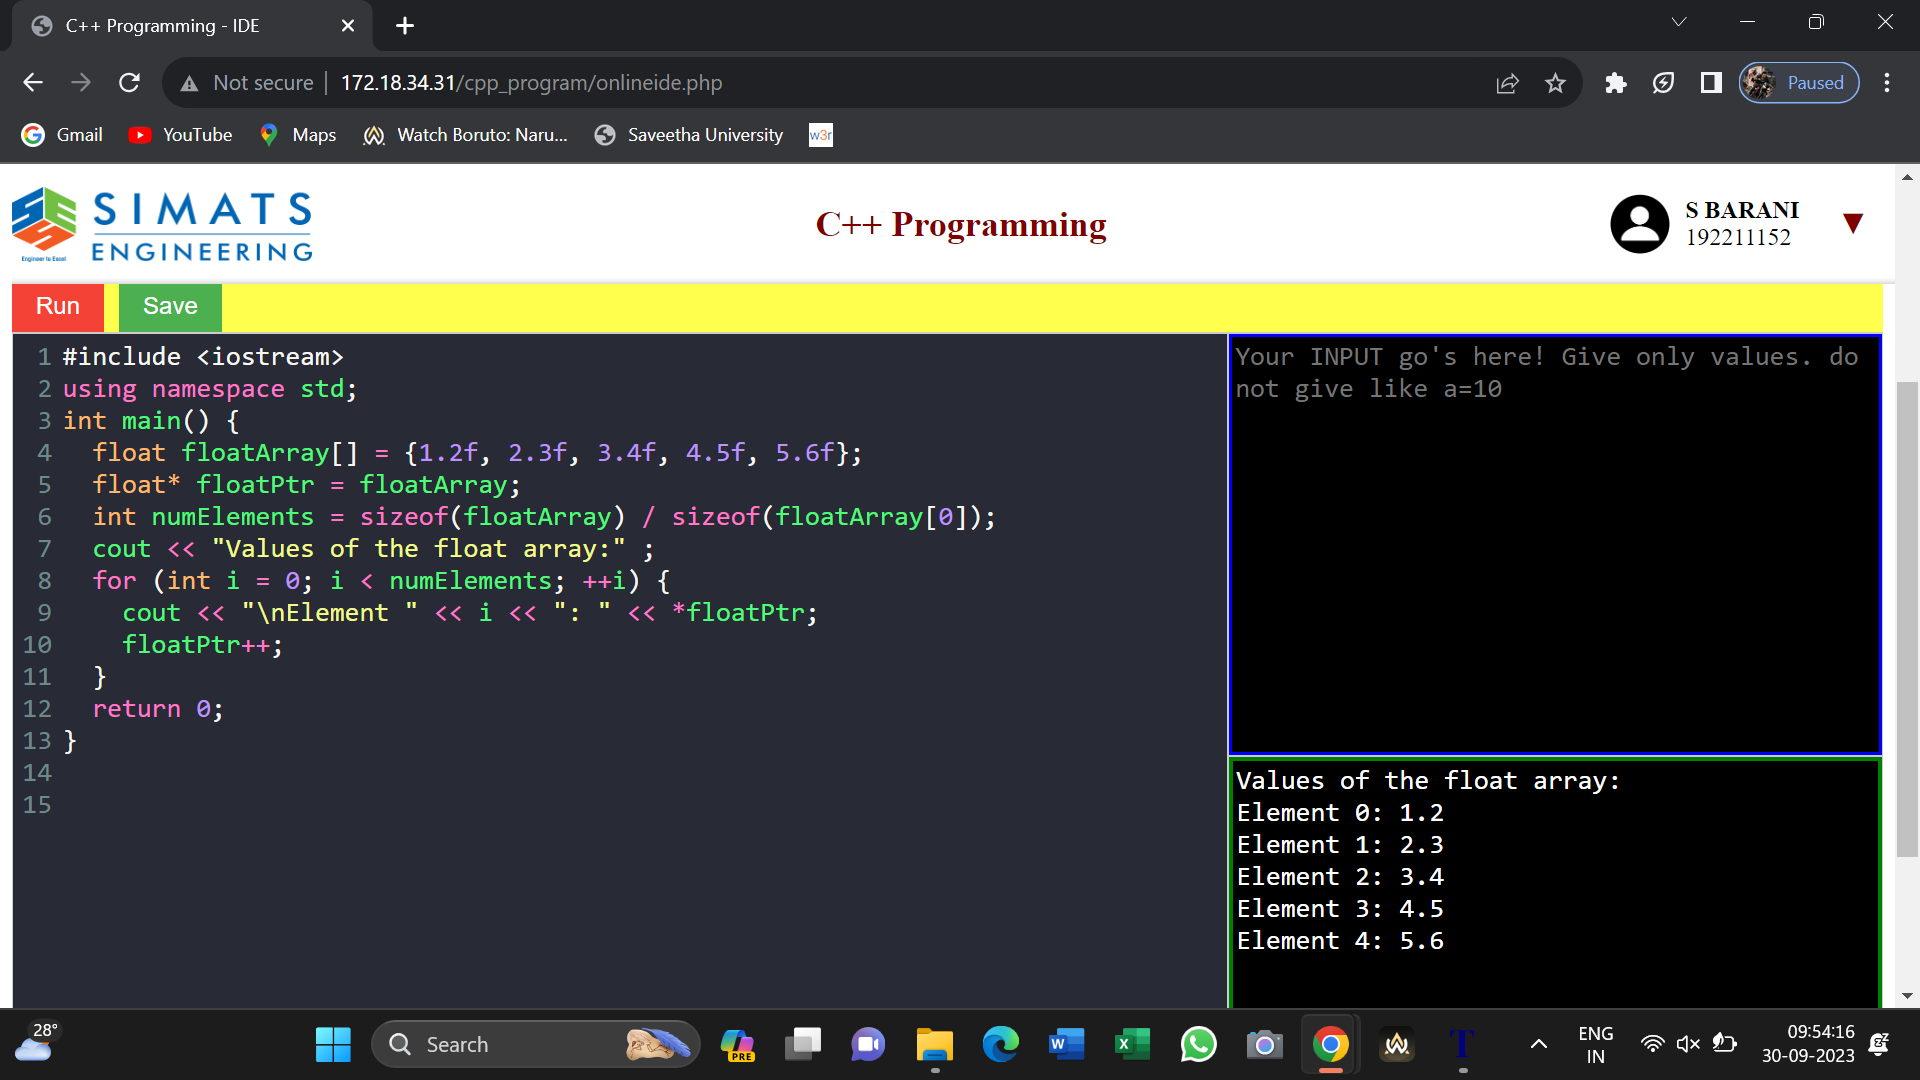 C++ Programming - IDE
Not secure 172.18.34.31/cpp_program/onlineide.php
Paused
Gmail YouTube Maps Watch Boruto: Naru... Saveetha University w3r
SIMATS
ENGINEERING
Engineer to Excel
C++ Programming
S BARANI
192211152
Run Save
1 #include <iostream>
2 using namespace std;
3 int main() {
4 float floatArray[] = {1.2f, 2.3f, 3.4f, 4.5f, 5.6f};
5 float* floatPtr = floatArray;
6 int numElements = sizeof(floatArray) / sizeof(floatArray[0]);
7 cout << "Values of the float array:" ;
8 for (int i = 0; i < numElements; ++i) {
9 cout << "\nElement " << i << ": " << *floatPtr;
10 floatPtr++;
11 }
12 return 0;
13 }
14
15
Your INPUT go's here! Give only values. do
not give like a=10
Values of the float array:
Element 0: 1.2
Element 1: 2.3
Element 2: 3.4
Element 3: 4.5
Element 4: 5.6
28°
Search
PRE
W
X
T
ENG
IN
09:54:16
30-09-2023